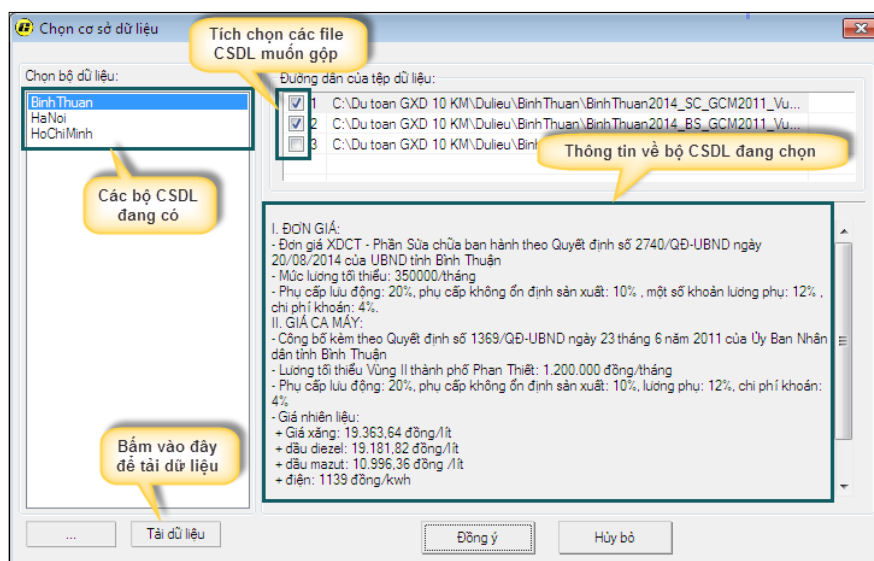 Chọn cơ sở dữ liệu
Tích chọn các file
CSDL muốn gộp
Chọn bộ dữ liệu:
BinhThuan
HaNoi
HoChiMinh
Các bộ CSDL
đang có
Đường dẫn của tệp dữ liệu:
1 C:\Du toan GXD 10 KM\Dulieu\BinhThuan\BinhThuan2014_SC_GCM2011_Vu...
2 C:\Du toan GXD 10 KM\Dulieu\BinhThuan\BinhThuan2014_BS_GCM2011_Vu...
3 C:\Du toan GXD 10 KM\Dulieu\Binh
Thông tin về bộ CSDL đang chọn
I. ĐƠN GIÁ:
- Đơn giá XDCT - Phần Sửa chữa ban hành theo Quyết định số 2740/QĐ-UBND ngày
20/08/2014 của UBND tỉnh Bình Thuận
- Mức lương tối thiểu: 350000/tháng
- Phụ cấp lưu động: 20%, phụ cấp không ổn định sản xuất: 10% , một số khoản lương phụ: 12% ,
chi phí khoán: 4%.
II. GIÁ CA MÁY:
- Công bố kèm theo Quyết định số 1369/QĐ-UBND ngày 23 tháng 6 năm 2011 của Ủy Ban Nhân
dân tỉnh Bình Thuận
- Lương tối thiểu Vùng II thành phố Phan Thiết: 1.200.000 đồng/tháng
- Phụ cấp lưu động: 20%, phụ cấp không ổn định sản xuất: 10%, lương phụ: 12%, chi phí khoán:
4%
- Giá nhiên liệu:
+ Giá xăng: 19.363,64 đồng/lít
+ dầu diezel: 19.181,82 đồng/lít
+ dầu mazut: 10.996,36 đồng /lít
+ điện: 1139 đồng/kwh
Bấm vào đây
để tải dữ liệu
...
Tải dữ liệu
Đồng ý
Hủy bỏ